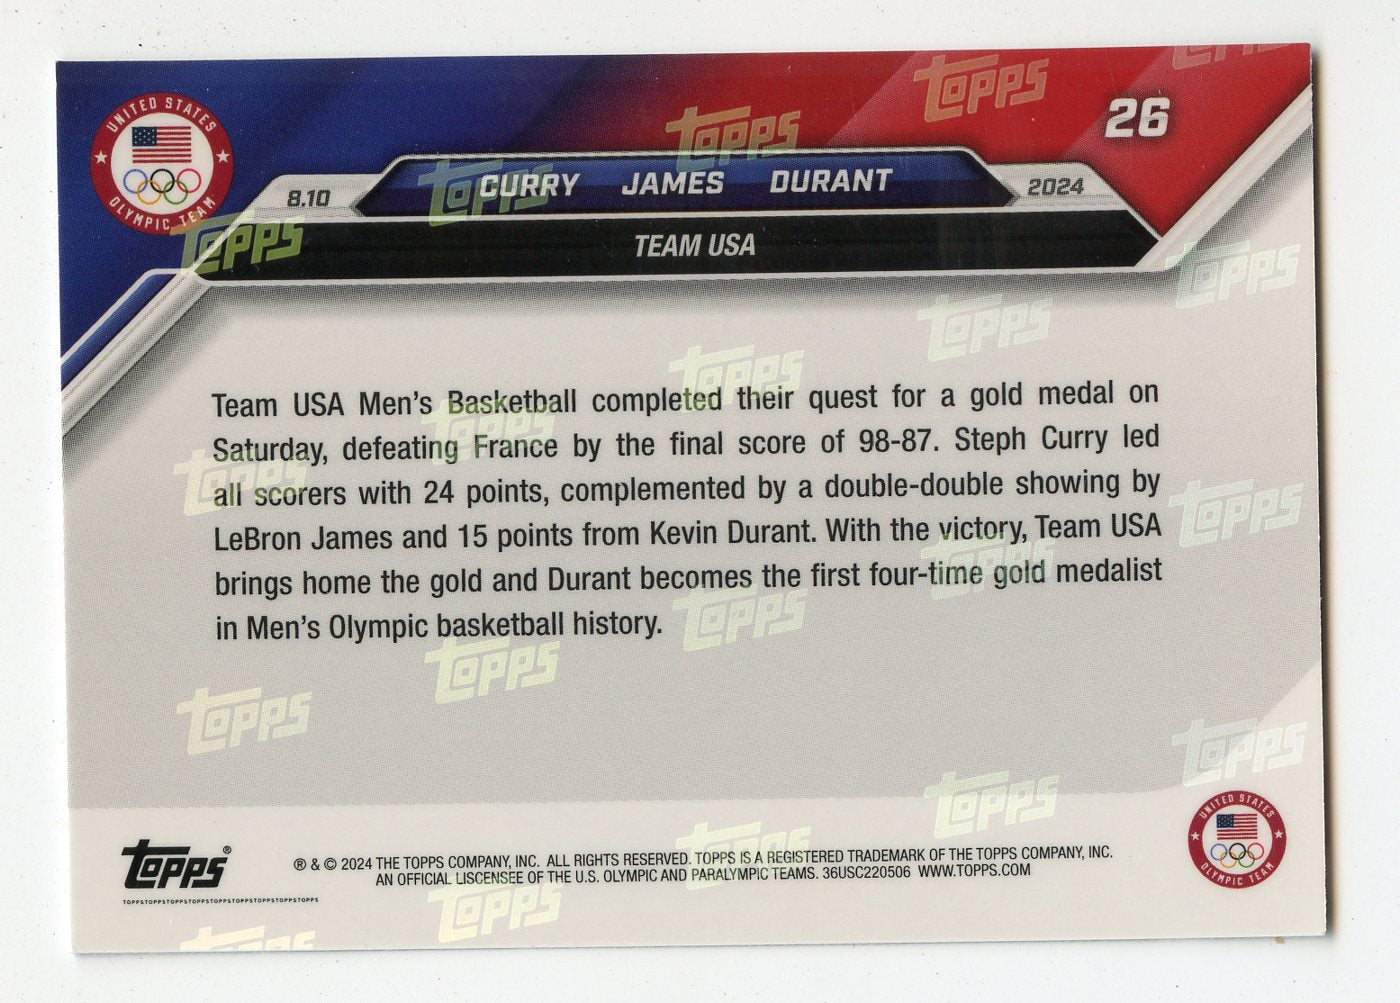 UNITED STATES
OLYMPIC TEAM
26
8.10
CURRY JAMES DURANT
2024
TEAM USA
Team USA Men's Basketball completed their quest for a gold medal on
Saturday, defeating France by the final score of 98-87. Steph Curry led
all scorers with 24 points, complemented by a double-double showing by
LeBron James and 15 points from Kevin Durant. With the victory, Team USA
brings home the gold and Durant becomes the first four-time gold medalist
in Men's Olympic basketball history.
Topps®
TOPPSTOPPSTOPPSTOPPSTOPPSTOPPSTOPPSTOPPSTOPPS
® & © 2024 THE TOPPS COMPANY, INC. ALL RIGHTS RESERVED. TOPPS IS A REGISTERED TRADEMARK OF THE TOPPS COMPANY, INC.
AN OFFICIAL LISCENSEE OF THE U.S. OLYMPIC AND PARALYMPIC TEAMS. 36USC220506 WWW.TOPPS.COM
UNITED STATES
OLYMPIC TEAM